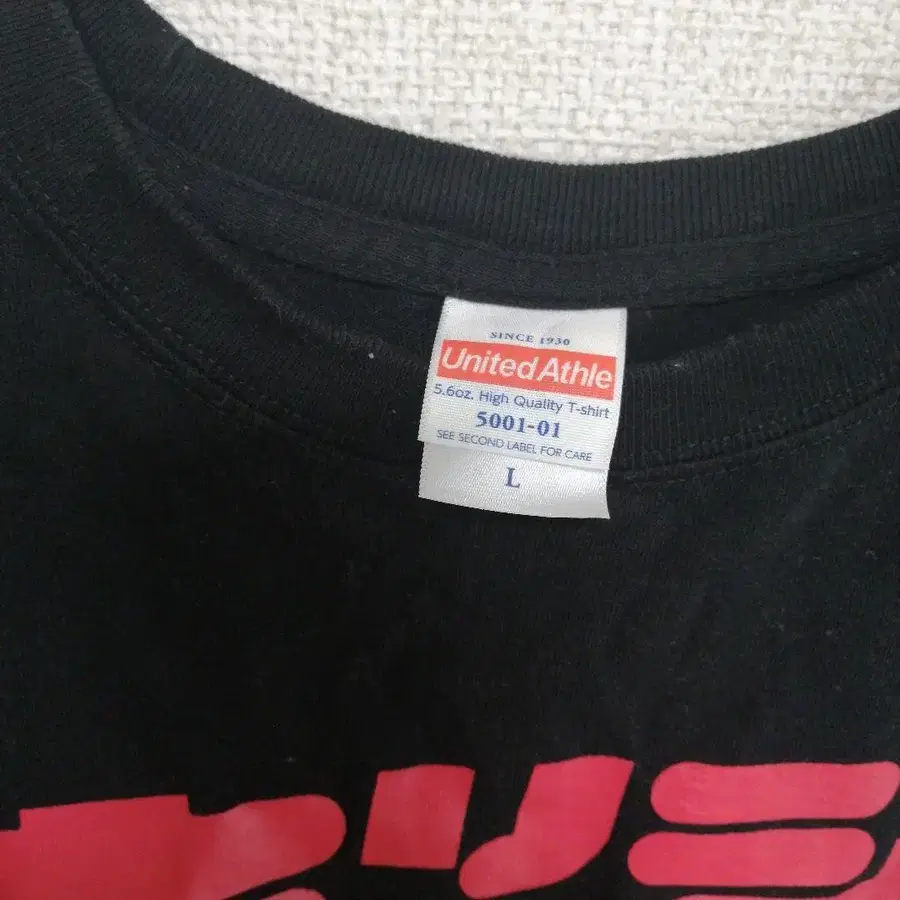 SINCE 1930
United Athle
5.6oz. High Quality T-shirt
5001-01
SEE SECOND LABEL FOR CARE
L